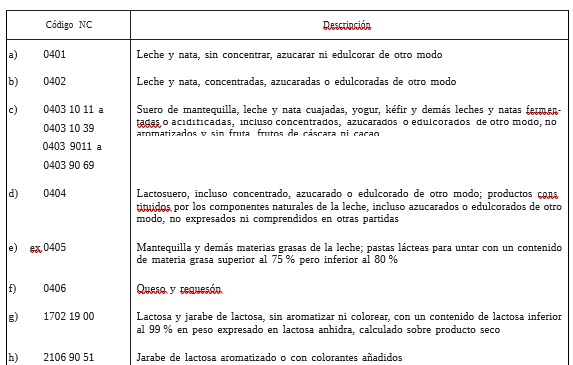 Código NC Descripción
a) 0401 Leche y nata, sin concentrar, azucarar ni edulcorar de otro modo
b) 0402 Leche y nata, concentradas, azucaradas o edulcoradas de otro modo
c) 0403 10 11 a Suero de mantequilla, leche y nata cuajadas, yogur, kéfir y demás leches y natas fermen-
0403 10 39 tadas o acidificadas, incluso concentrados, azucarados o edulcorados de otro modo, no
aromatizados y sin fruta, frutos de cáscara ni cacao
0403 9011 a
0403 90 69
d) 0404 Lactosuero, incluso concentrado, azucarado o edulcorado de otro modo; productos cons
tituidos por los componentes naturales de la leche, incluso azucarados o edulcorados de otro
modo, no expresados ni comprendidos en otras partidas
e) ex 0405 Mantequilla y demás materias grasas de la leche; pastas lácteas para untar con un contenido
de materia grasa superior al 75 % pero inferior al 80 %
f) 0406 Queso y requesón
g) 1702 19 00 Lactosa y jarabe de lactosa, sin aromatizar ni colorear, con un contenido de lactosa inferior
al 99 % en peso expresado en lactosa anhidra, calculado sobre producto seco
h) 2106 90 51 Jarabe de lactosa aromatizado o con colorantes añadidos